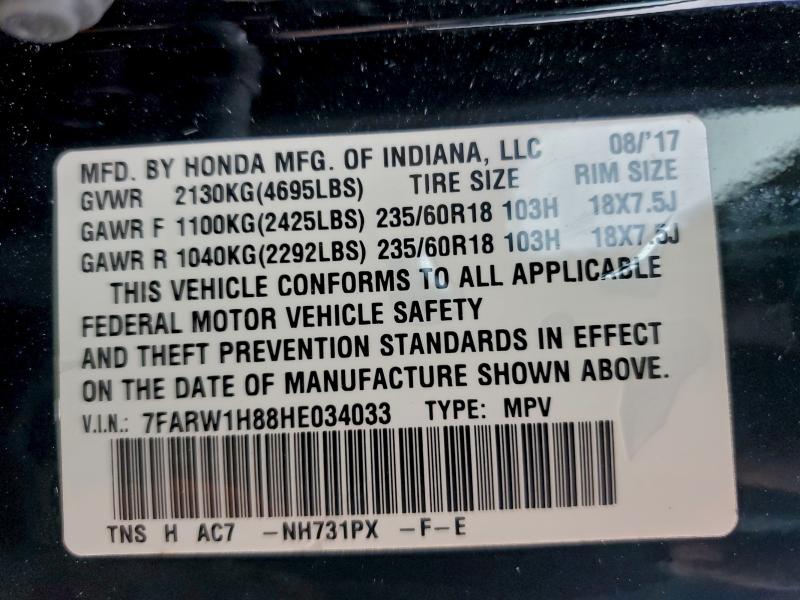 MFD. BY HONDA MFG. OF INDIANA, LLC 08/'17
GVWR 2130KG(4695LBS) TIRE SIZE RIM SIZE
GAWR F 1100KG(2425LBS) 235/60R18 103H 18X7.5J
GAWR R 1040KG(2292LBS) 235/60R18 103H 18X7.5J
THIS VEHICLE CONFORMS TO ALL APPLICABLE
FEDERAL MOTOR VEHICLE SAFETY
AND THEFT PREVENTION STANDARDS IN EFFECT
ON THE DATE OF MANUFACTURE SHOWN ABOVE.
V.I.N.: 7FARW1H88HE034033 TYPE: MPV
TNS H AC7 -NH731PX -F-E